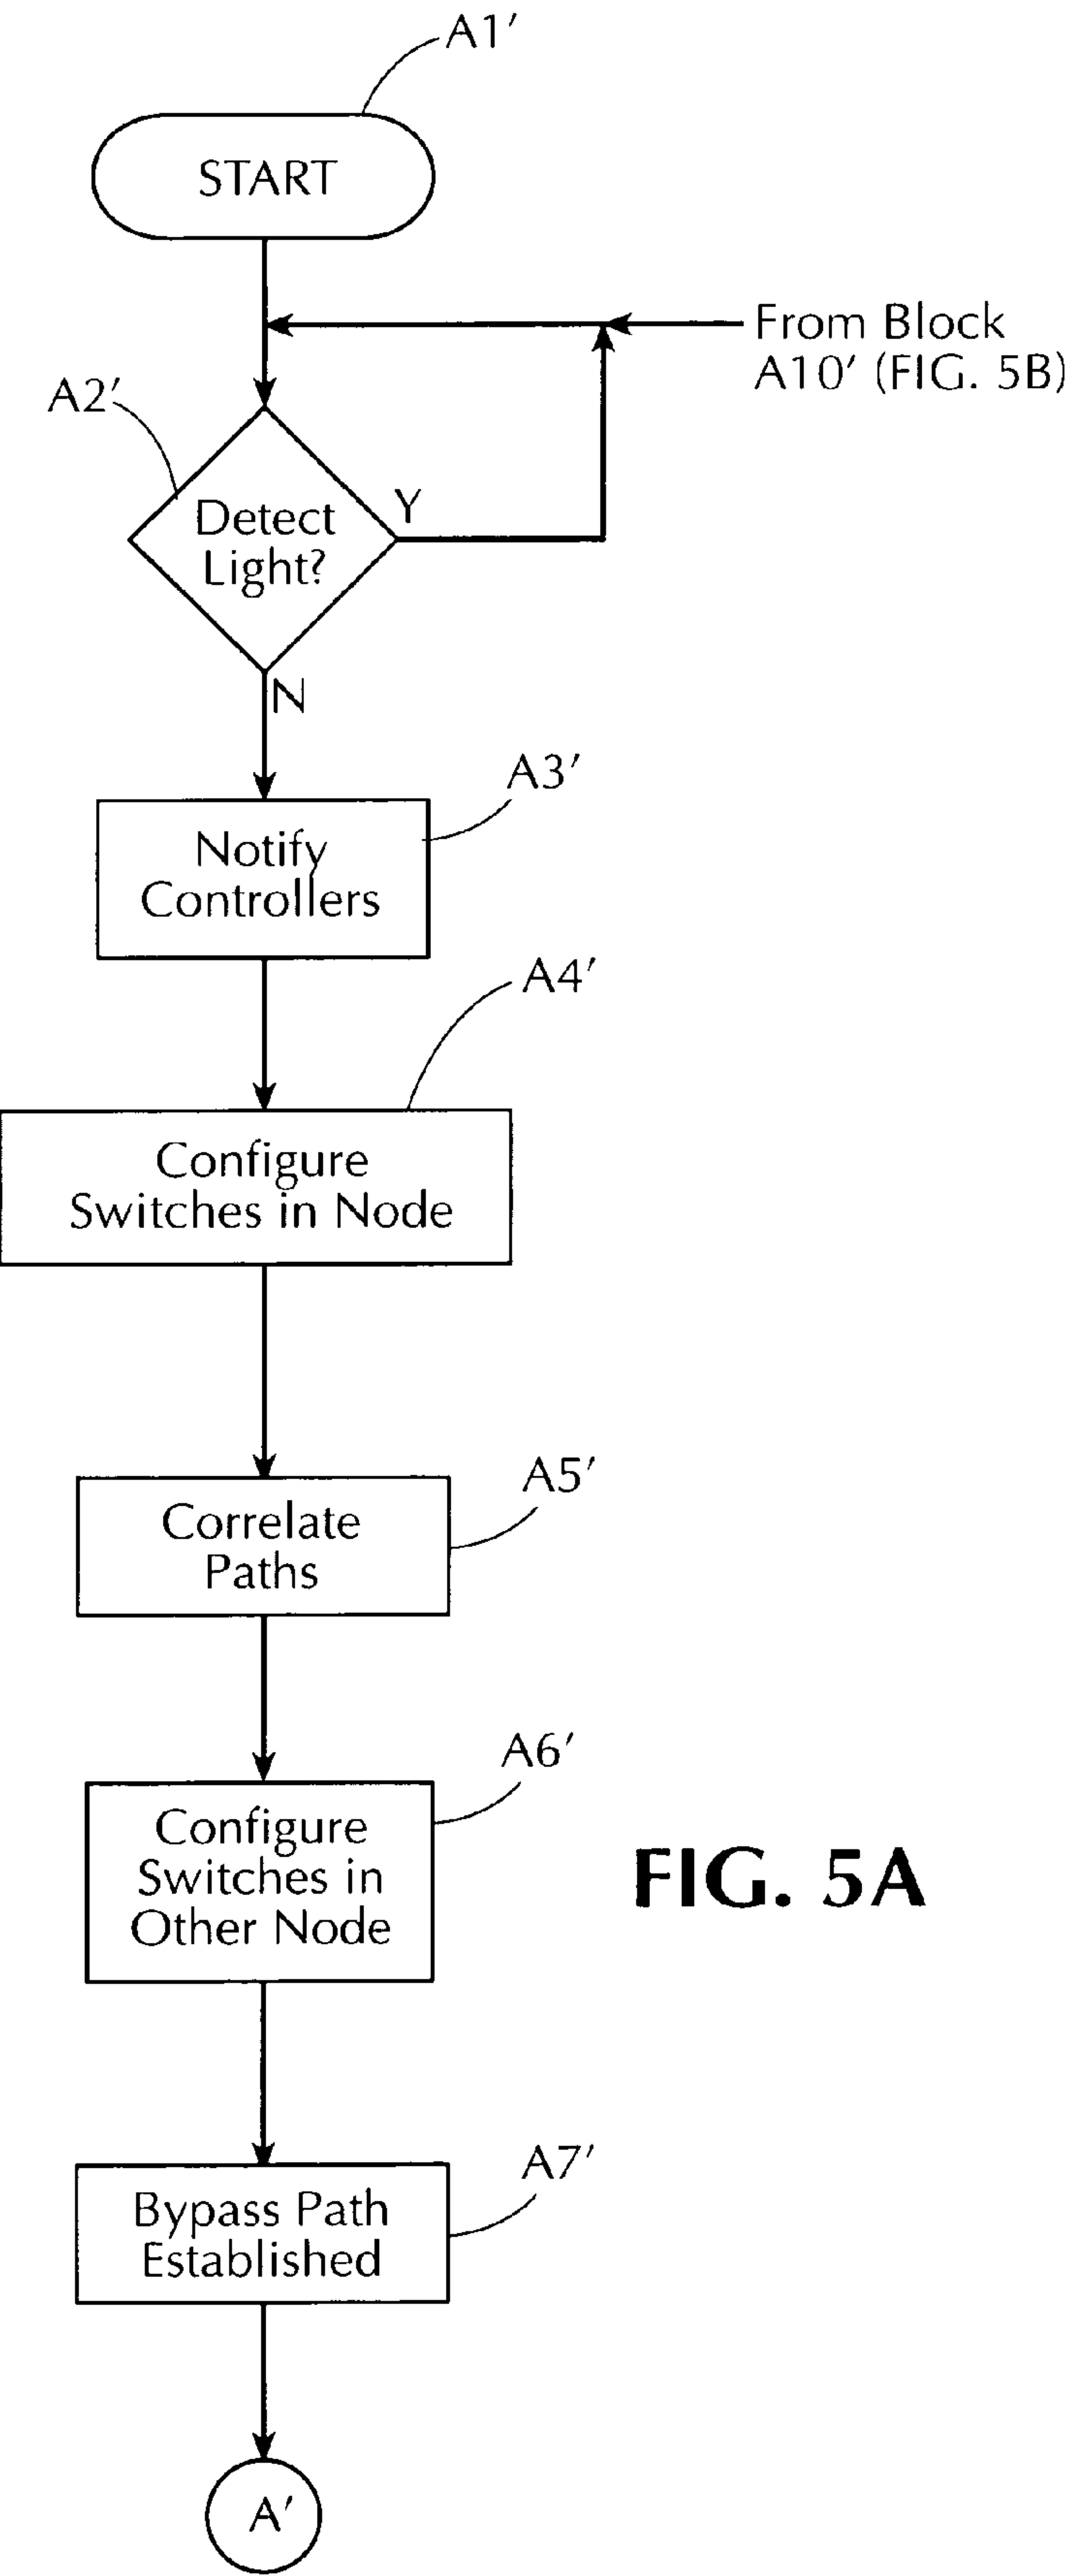 A1′
START
From Block
A10′ (FIG. 5B)
A2′
Detect
Light?
Y
N
A3′
Notify
Controllers
A4′
Configure
Switches in Node
A5′
Correlate
Paths
A6′
Configure
Switches in
Other Node
FIG. 5A
A7′
Bypass Path
Established
A′